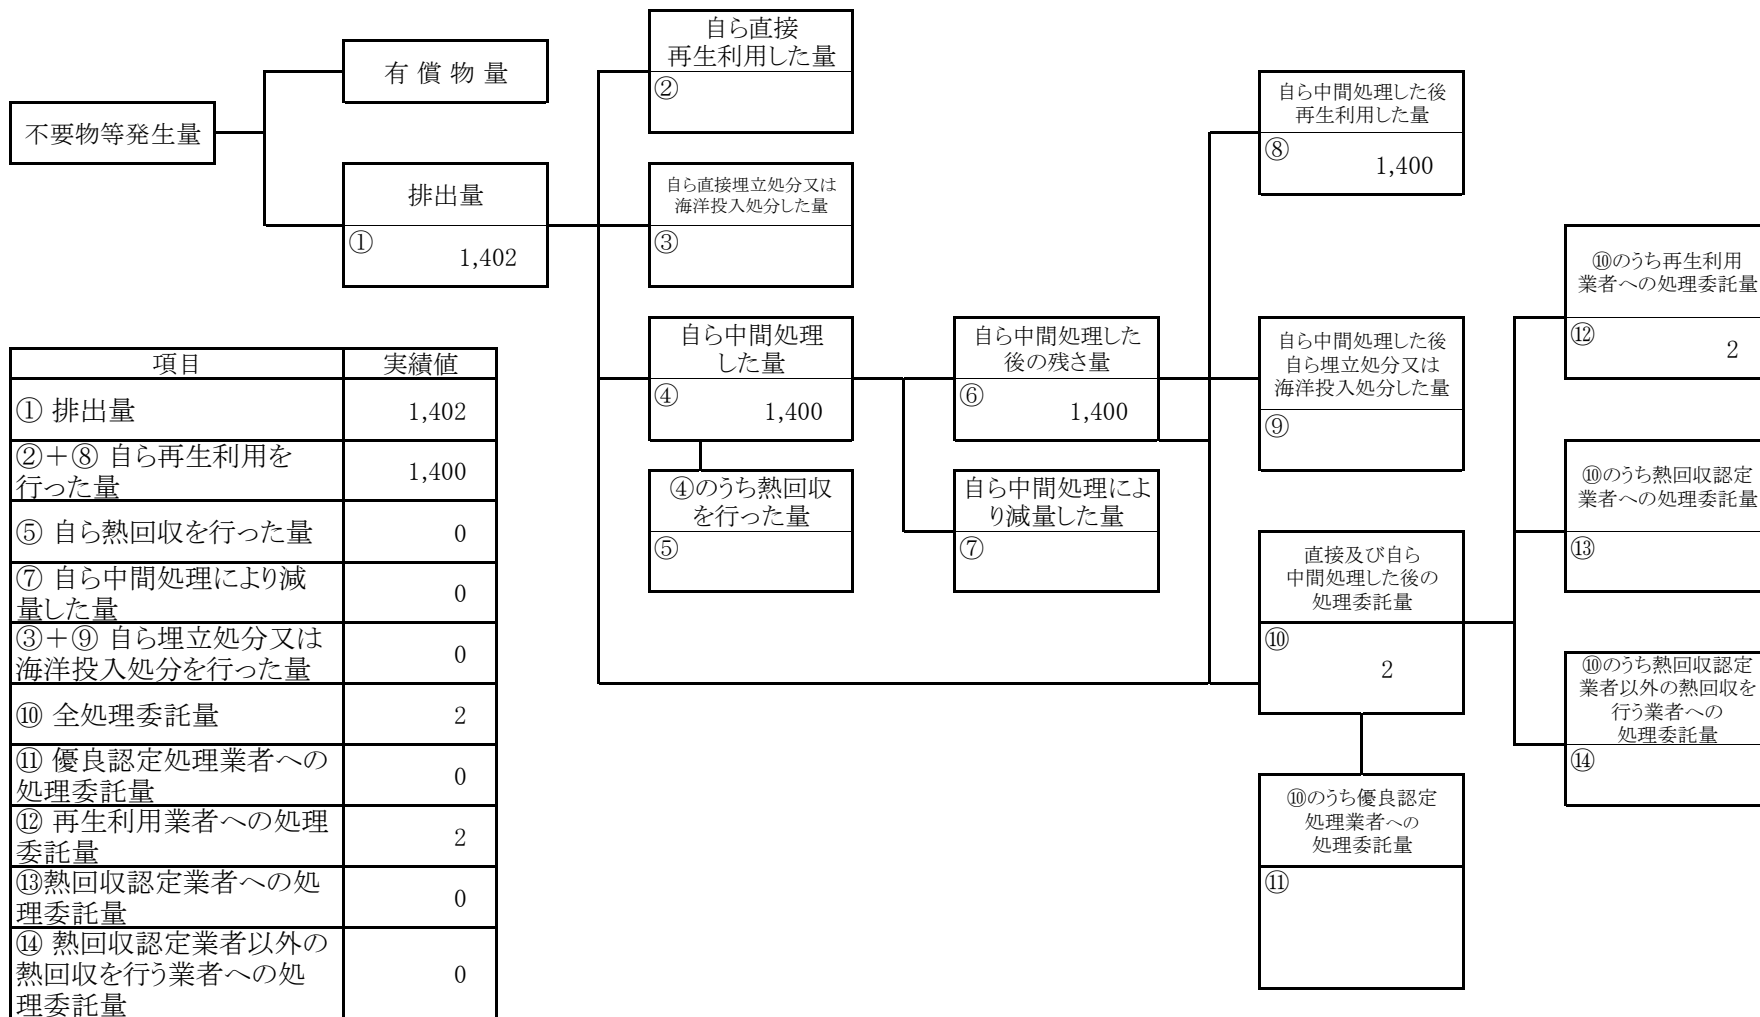 不要物等発生量
有 償 物 量
排出量
①
1,402
自ら直接
再生利用した量
②
自ら直接埋立処分又は
海洋投入処分した量
③
自ら中間処理
した量
④
1,400
④のうち熱回収
を行った量
⑤
自ら中間処理した
後の残さ量
⑥
1,400
自ら中間処理によ
り減量した量
⑦
自ら中間処理した後
再生利用した量
⑧
1,400
自ら中間処理した後
自ら埋立処分又は
海洋投入処分した量
⑨
直接及び自ら
中間処理した後の
処理委託量
⑩
2
⑩のうち優良認定
処理業者への
処理委託量
⑪
⑩のうち再生利用
業者への処理委託量
⑫
2
⑩のうち熱回収認定
業者への処理委託量
⑬
⑩のうち熱回収認定
業者以外の熱回収を
行う業者への
処理委託量
⑭
項目 実績値
① 排出量 1,402
②＋⑧ 自ら再生利用を
行った量 1,400
⑤ 自ら熱回収を行った量 0
⑦ 自ら中間処理により減
量した量 0
③＋⑨ 自ら埋立処分又は
海洋投入処分を行った量 0
⑩ 全処理委託量 2
⑪ 優良認定処理業者への
処理委託量 0
⑫ 再生利用業者への処理
委託量 2
⑬熱回収認定業者への処
理委託量 0
⑭ 熱回収認定業者以外の
熱回収を行う業者への処
理委託量 0